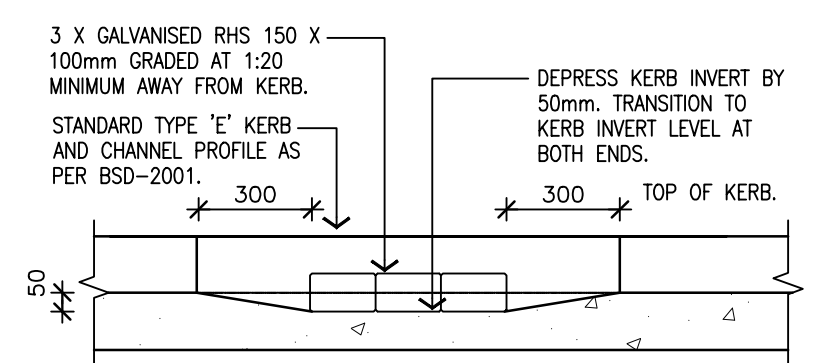 3 X GALVANISED RHS 150 X
100mm GRADED AT 1:20
MINIMUM AWAY FROM KERB.
STANDARD TYPE 'E' KERB
AND CHANNEL PROFILE AS
PER BSD-2001.
DEPRESS KERB INVERT BY
50mm. TRANSITION TO
KERB INVERT LEVEL AT
BOTH ENDS.
300
300
TOP OF KERB.
50